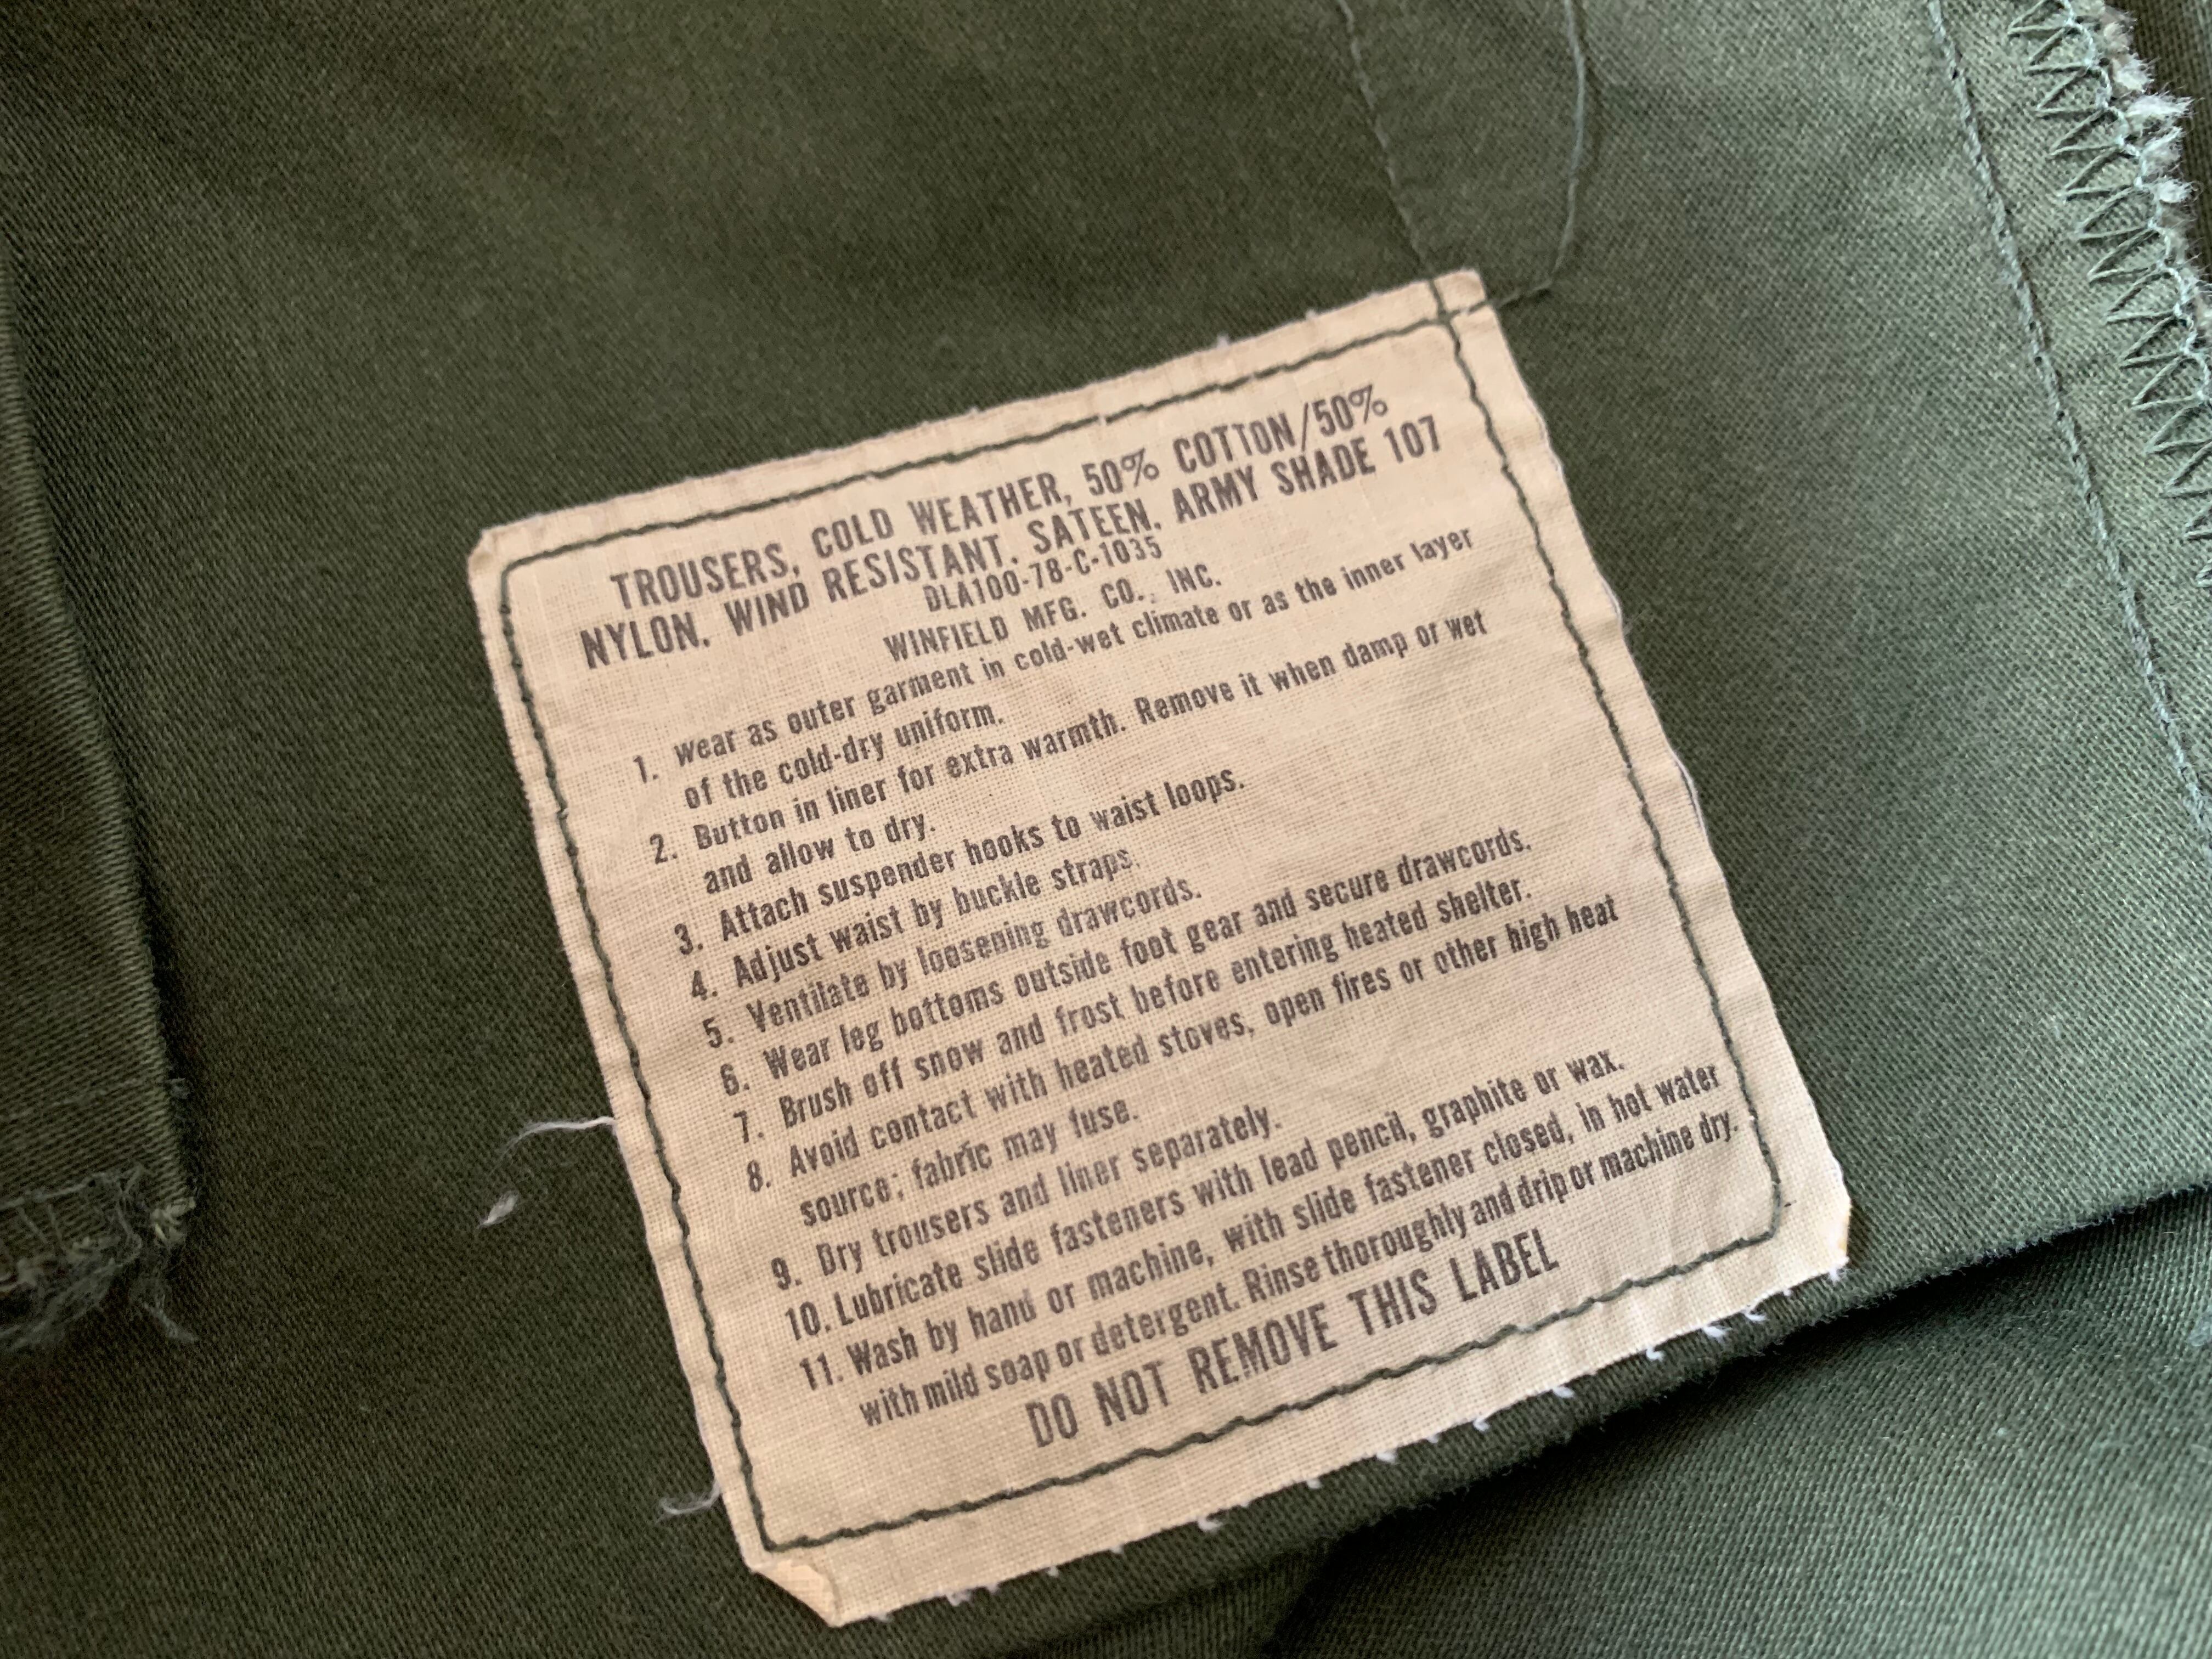 TROUSERS, COLD WEATHER, 50% COTTON/50%
NYLON, WIND RESISTANT, SATEEN, ARMY SHADE 107
DLA100-78-C-1035
WINFIELD MFG. CO., INC.
1. wear as outer garment in cold-wet climate or as the inner layer
of the cold-dry uniform.
2. Button in liner for extra warmth. Remove it when damp or wet
and allow to dry.
3. Attach suspender hooks to waist loops.
4. Adjust waist by buckle straps.
5. Ventilate by loosening drawcords.
6. Wear leg bottoms outside foot gear and secure drawcords.
7. Brush off snow and frost before entering heated shelter.
8. Avoid contact with heated stoves, open fires or other high heat
source; fabric may fuse.
9. Dry trousers and liner separately.
10. Lubricate slide fasteners with lead pencil, graphite or wax.
11. Wash by hand or machine, with slide fastener closed, in hot water
with mild soap or detergent. Rinse thoroughly and drip or machine dry.
DO NOT REMOVE THIS LABEL